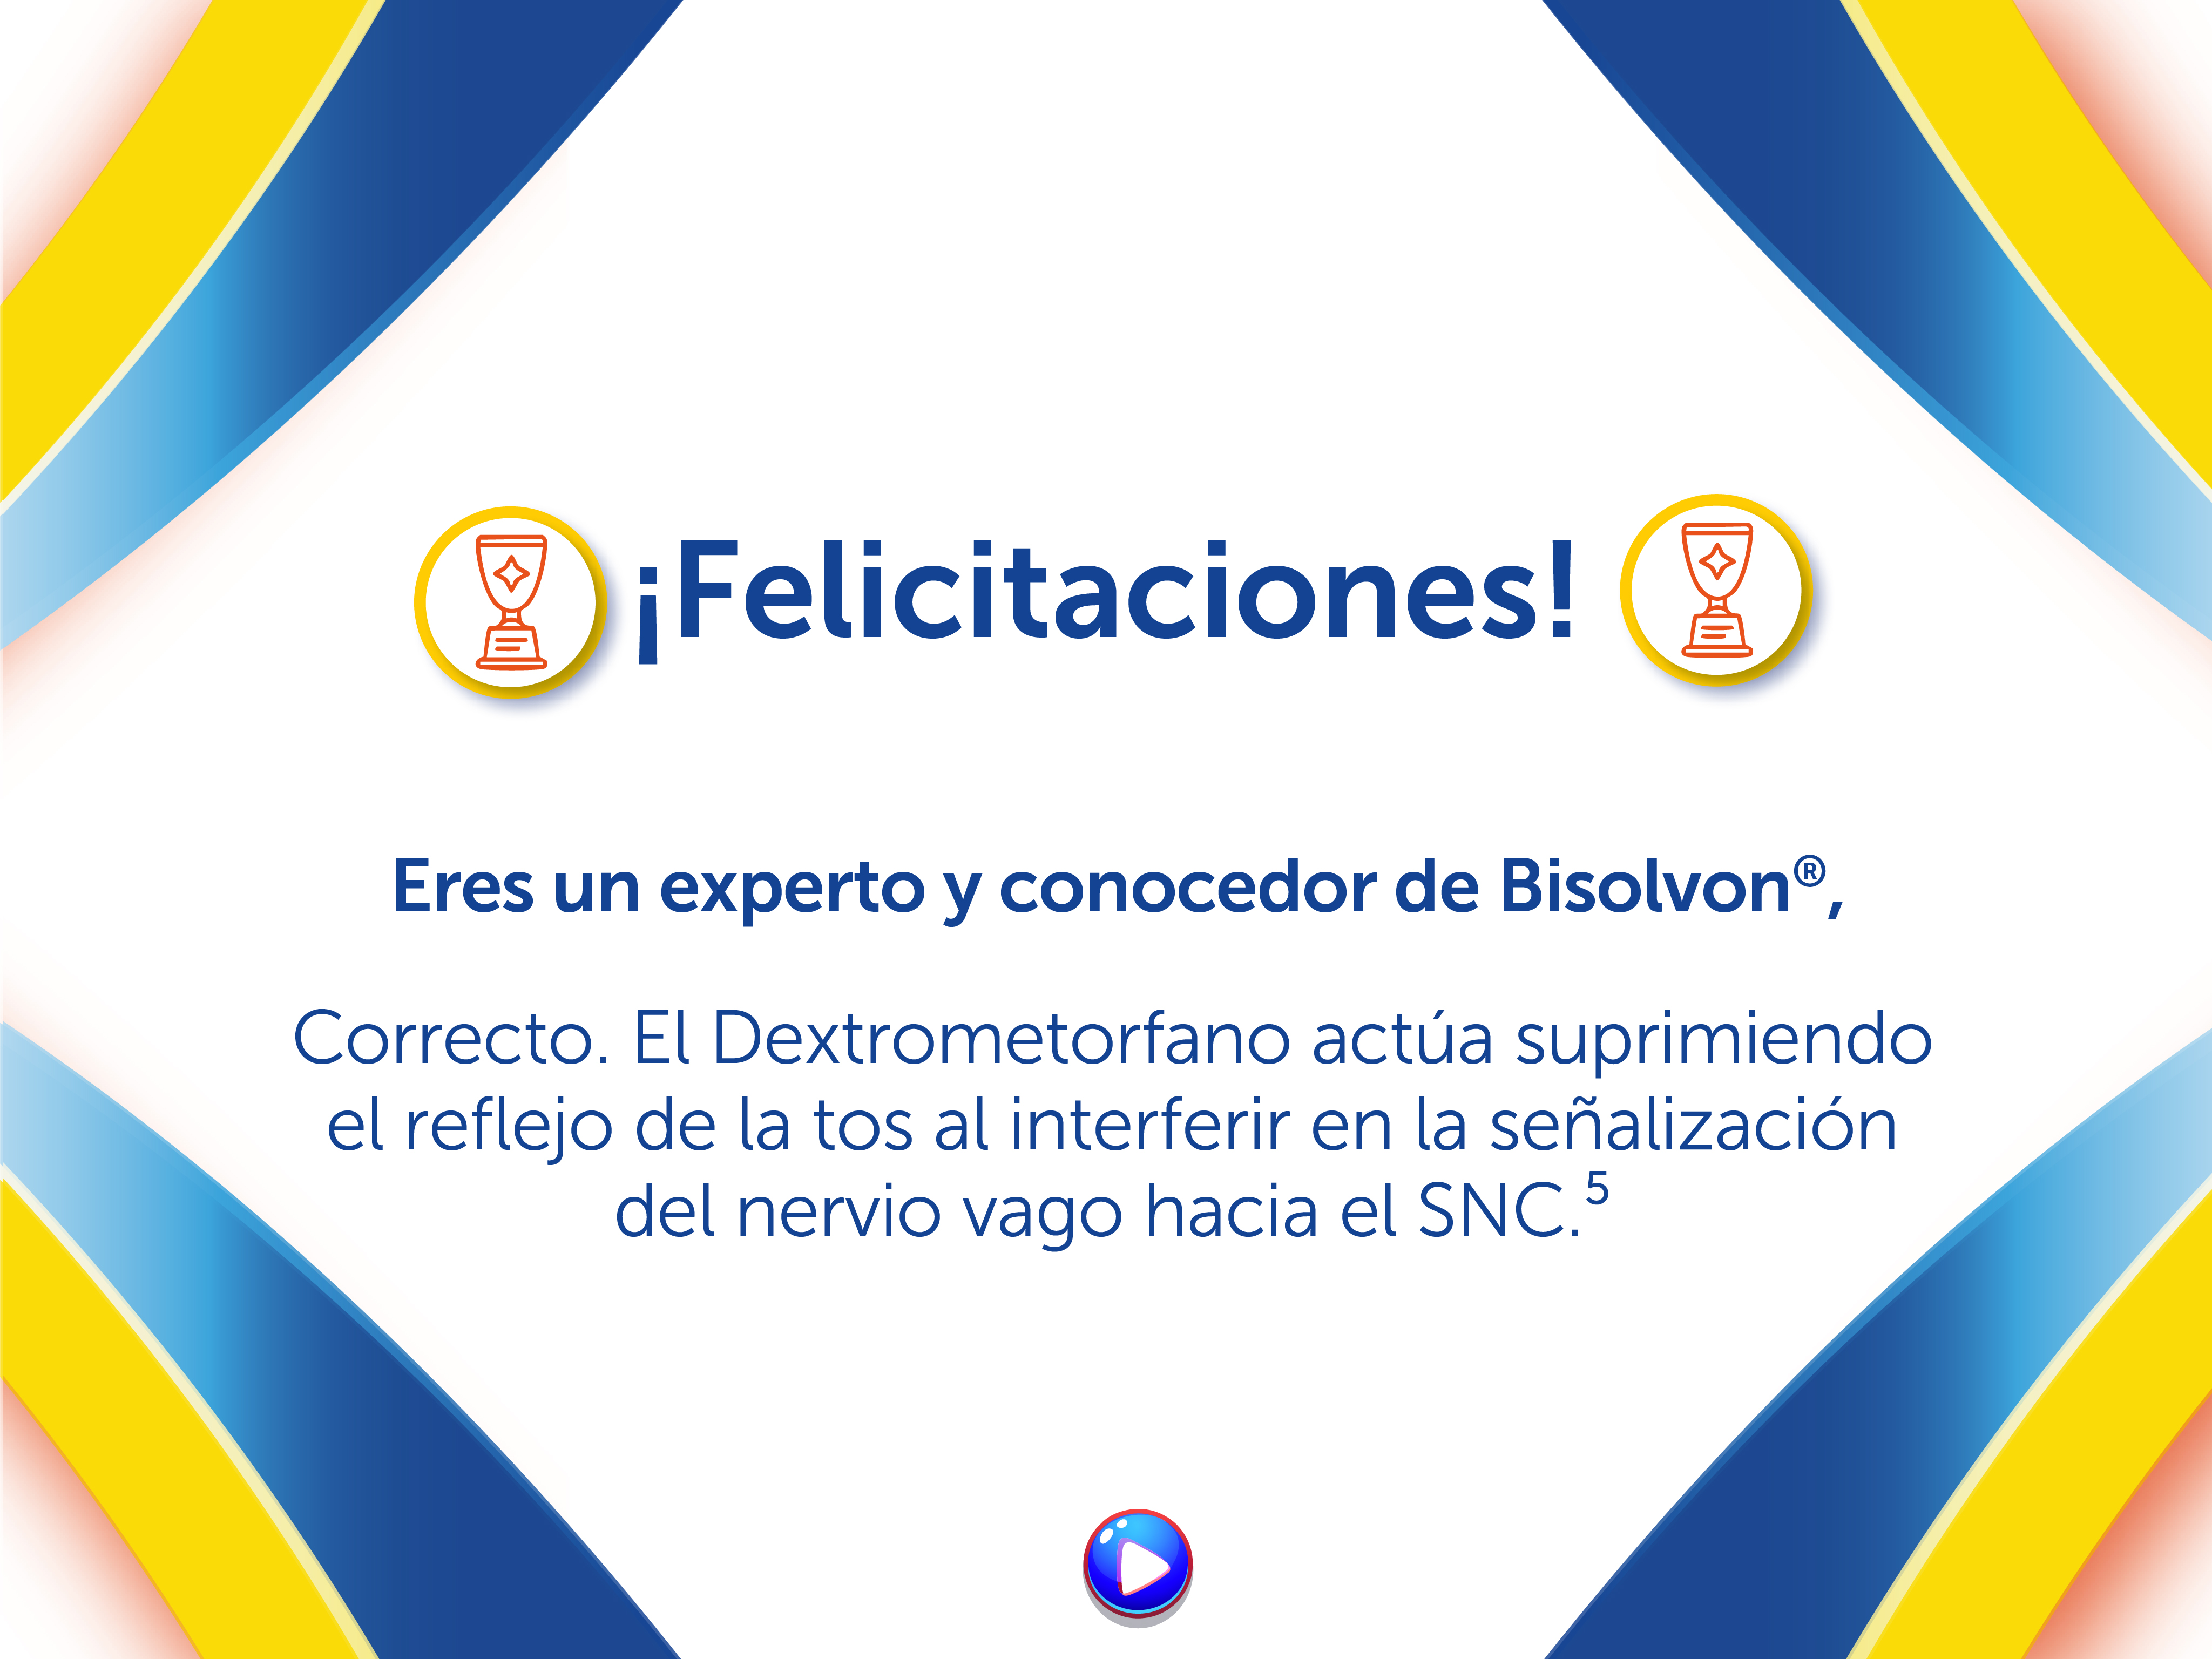 ¡Felicitaciones!
Eres un experto y conocedor de Bisolvon®,
Correcto. El Dextrometorfano actúa suprimiendo
el reflejo de la tos al interferir en la señalización
del nervio vago hacia el SNC.⁵